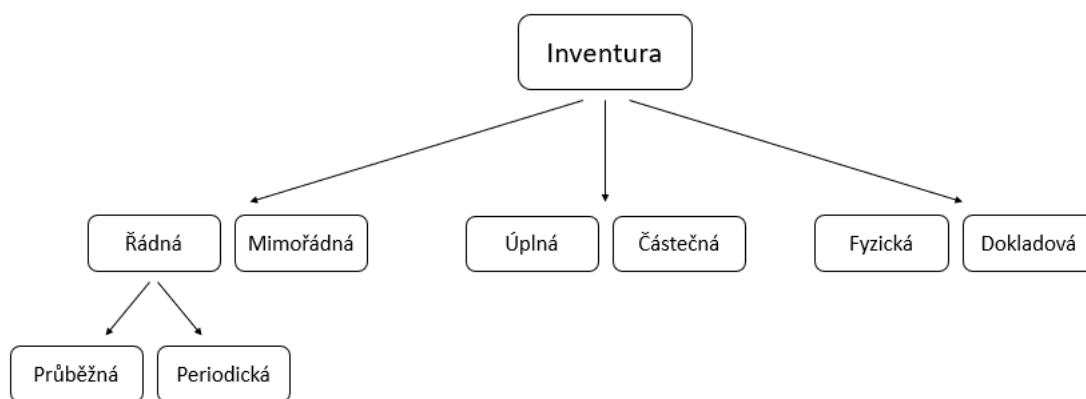 Inventura
Řádná
Mimořádná
Úplná
Částečná
Fyzická
Dokladová
Průběžná
Periodická